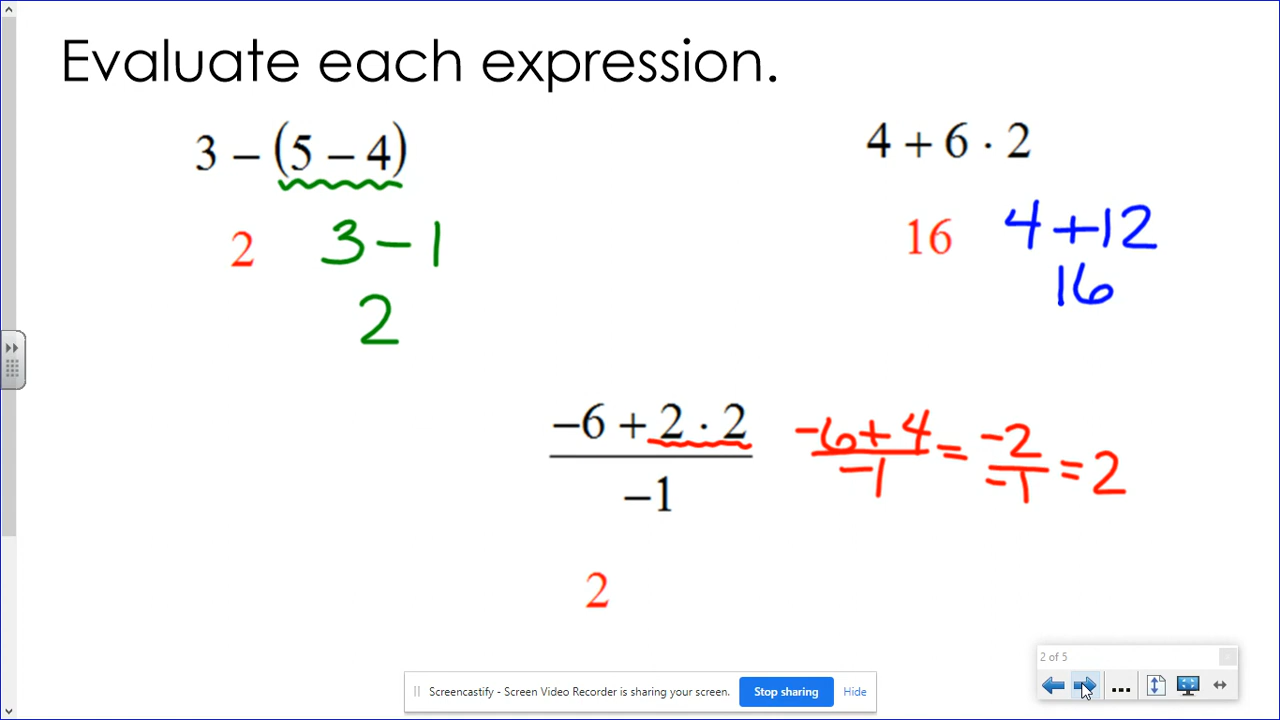 Evaluate each expression.
3 – (5 – 4)
2
3 – 1
2
4 + 6 · 2
16
4 + 12
16
–6 + 2 · 2
–1
-6 + 4 = -2 = 2
-1 -1
2
2 of 5
Screencastify - Screen Video Recorder is sharing your screen. Stop sharing Hide